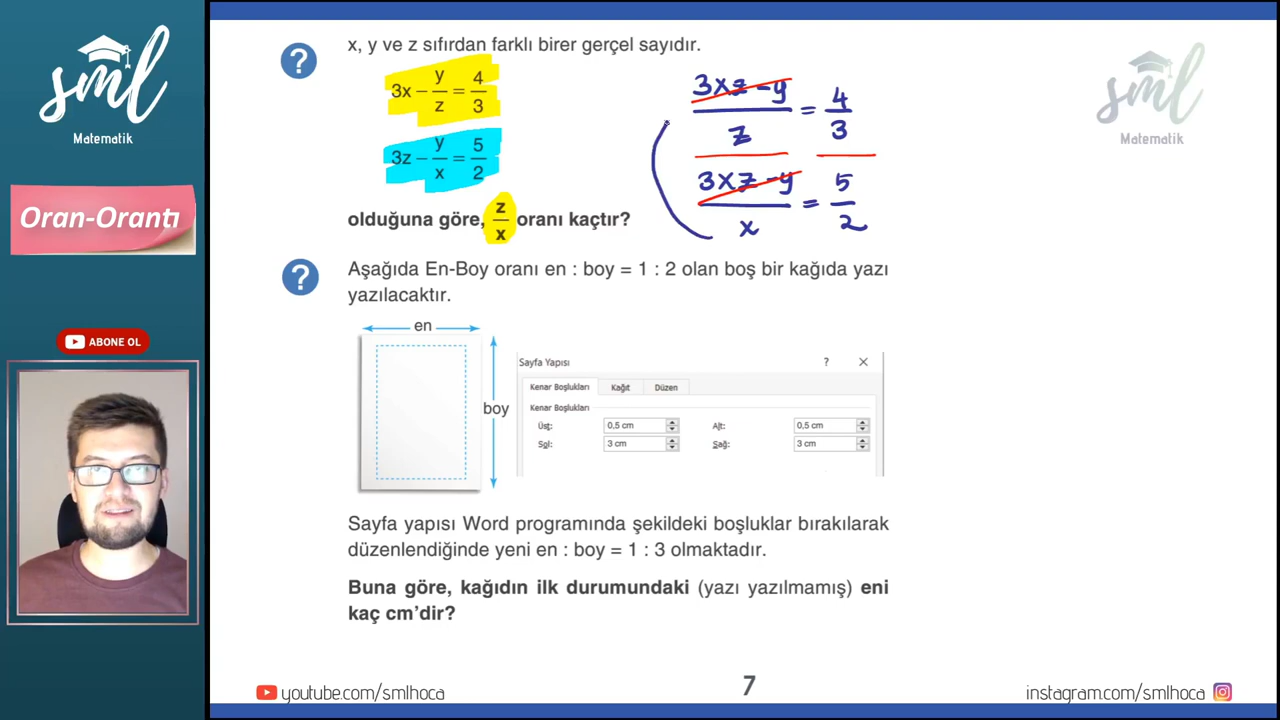 sml
Matematik
Oran-Orantı
ABONE OL
?
x, y ve z sıfırdan farklı birer gerçel sayıdır.
3x − y/z = 4/3
3z − y/x = 5/2
olduğuna göre, z/x oranı kaçtır?
3xz - y
z
= 4/3
3xz - y
x
= 5/2
sml
Matematik
?
Aşağıda En-Boy oranı en : boy = 1 : 2 olan boş bir kağıda yazı
yazılacaktır.
en
boy
Sayfa Yapısı ? ×
Kenar Boşlukları Kağıt Düzen
Kenar Boşlukları
Üst: 0,5 cm Alt: 0,5 cm
Sol: 3 cm Sağ: 3 cm
Sayfa yapısı Word programında şekildeki boşluklar bırakılarak
düzenlendiğinde yeni en : boy = 1 : 3 olmaktadır.
Buna göre, kağıdın ilk durumundaki (yazı yazılmamış) eni
kaç cm'dir?
youtube.com/smlhoca
7
instagram.com/smlhoca